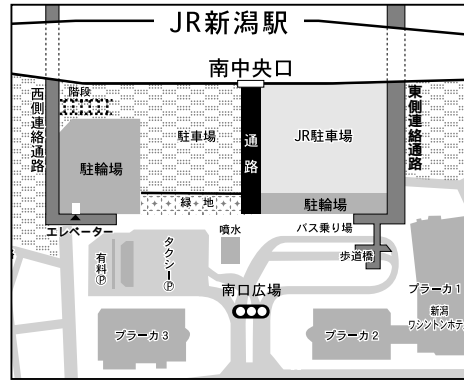 JR新潟駅
南中央口
西側連絡通路
階段
駐車場
通路
JR駐車場
東側連絡通路
駐輪場
緑地
駐輪場
エレベーター
有料Ⓟ
タクシーⓅ
噴水
バス乗り場
歩道橋
南口広場
プラーカ1
新潟
ワシントンホテ
プラーカ3
プラーカ2